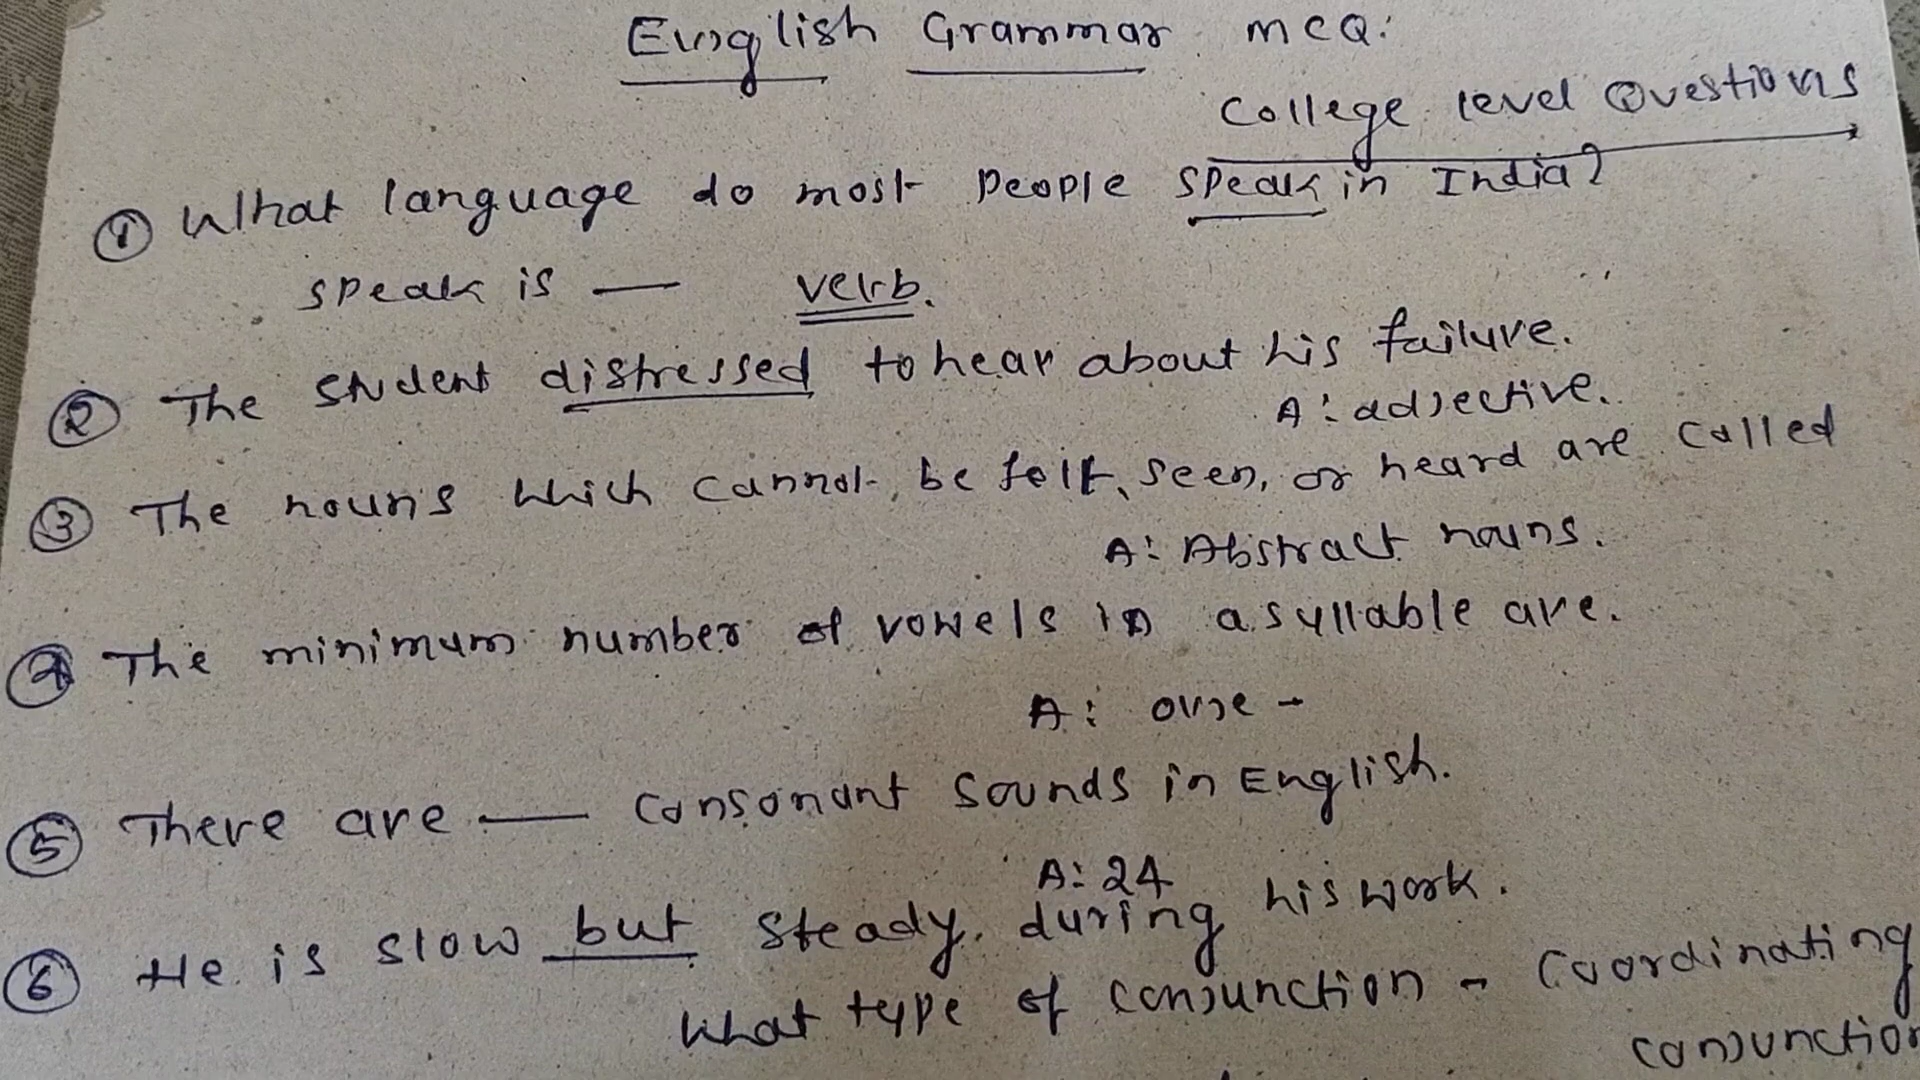 English Grammar MCQ:
College level Questions
① What language do most people speak in India?
speak is — verb.
② The student distressed to hear about his failure.
A: adjective.
③ The nouns which cannot be felt, seen, or heard are called
A: Abstract nouns.
④ The minimum number of vowels in a syllable are.
A: one -
⑤ There are — consonant sounds in English.
A: 24
⑥ He is slow but steady during his work.
What type of conjunction - Coordinating
conjunction